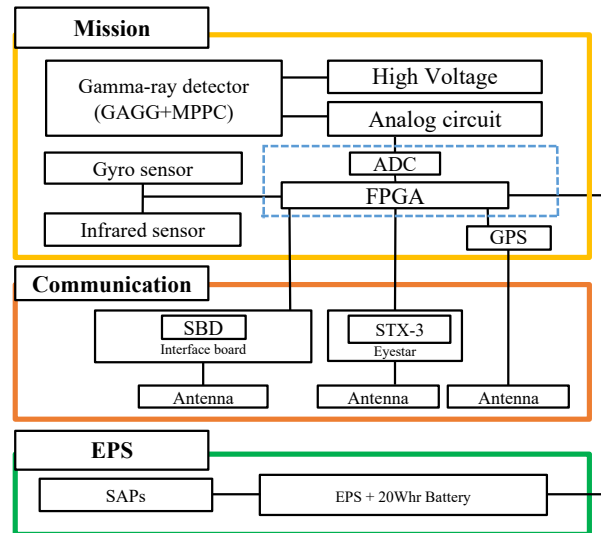 Mission
Gamma-ray detector
(GAGG+MPPC)
High Voltage
Analog circuit
ADC
Gyro sensor
FPGA
Infrared sensor
GPS
Communication
SBD
Interface board
STX-3
Eyestar
Antenna
Antenna
Antenna
EPS
SAPs
EPS + 20Whr Battery